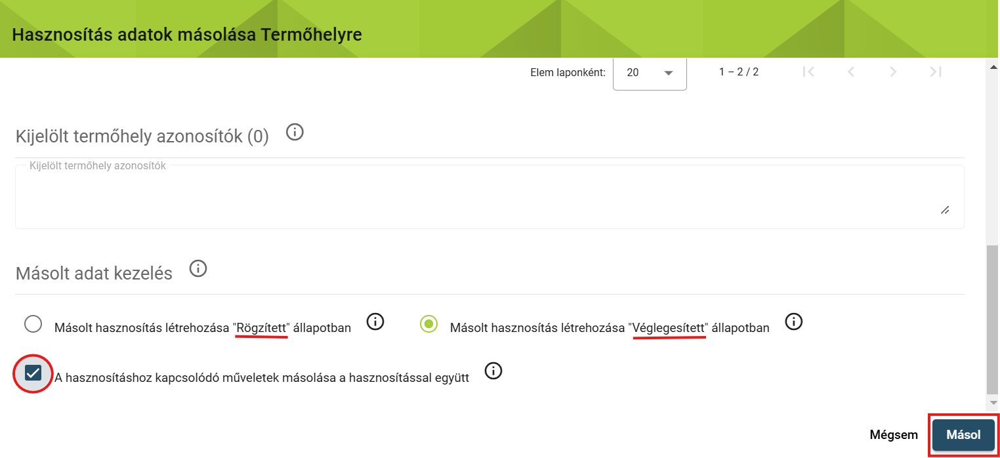 Hasznosítás adatok másolása Termőhelyre
Elem laponként: 20 1 – 2 / 2
Kijelölt termőhely azonosítók (0)
Kijelölt termőhely azonosítók
Másolt adat kezelés
Másolt hasznosítás létrehozása "Rögzített" állapotban Másolt hasznosítás létrehozása "Véglegesített" állapotban
A hasznosításhoz kapcsolódó műveletek másolása a hasznosítással együtt
Mégsem Másol